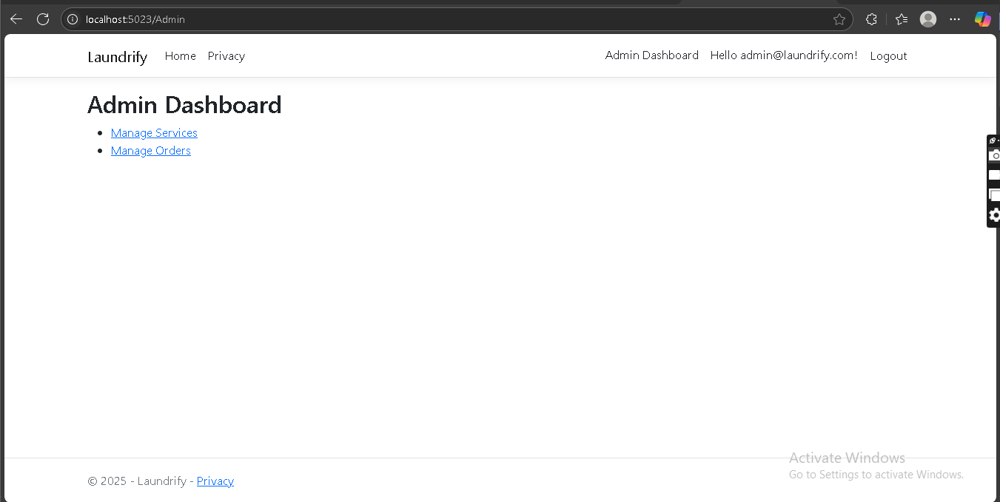 localhost:5023/Admin
Laundrify Home Privacy Admin Dashboard Hello admin@laundrify.com! Logout
Admin Dashboard
Manage Services
Manage Orders
Activate Windows
Go to Settings to activate Windows.
© 2025 - Laundrify - Privacy